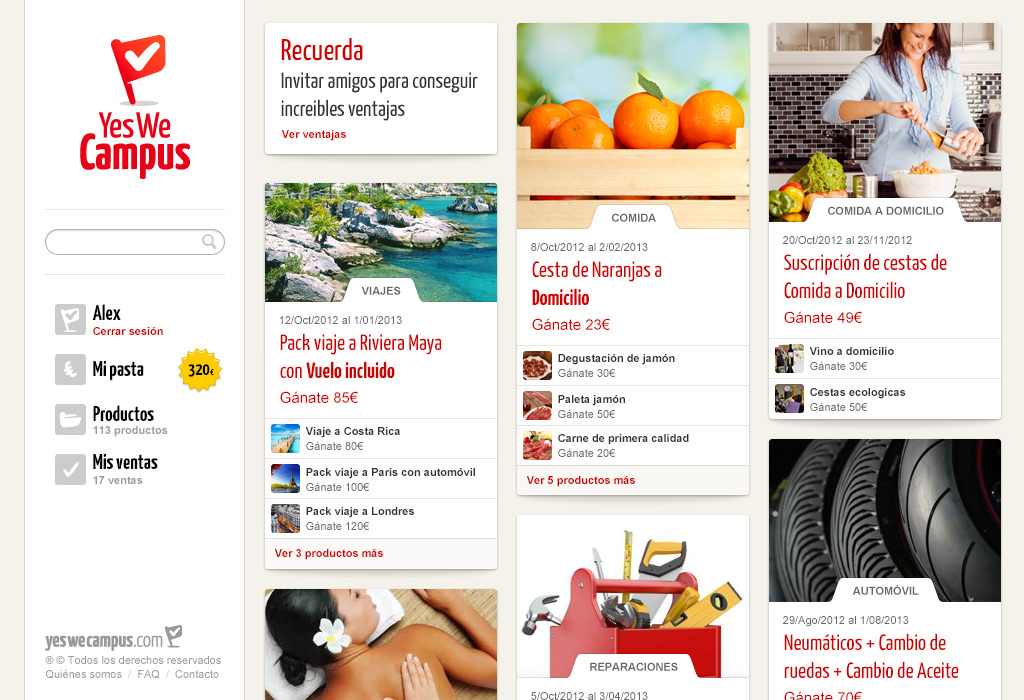 Yes We
Campus
Alex
Cerrar sesión
Mi pasta
320€
Productos
113 productos
Mis ventas
17 ventas
yeswecampus.com
® © Todos los derechos reservados
Quiénes somos / FAQ / Contacto
Recuerda
Invitar amigos para conseguir
increibles ventajas
Ver ventajas
VIAJES
12/Oct/2012 al 1/01/2013
Pack viaje a Riviera Maya
con Vuelo incluido
Gánate 85€
Viaje a Costa Rica
Gánate 80€
Pack viaje a Paris con automóvil
Gánate 100€
Pack viaje a Londres
Gánate 120€
Ver 3 productos más
COMIDA
8/Oct/2012 al 2/02/2013
Cesta de Naranjas a
Domicilio
Gánate 23€
Degustación de jamón
Gánate 30€
Paleta jamón
Gánate 50€
Carne de primera calidad
Gánate 20€
Ver 5 productos más
REPARACIONES
5/Oct/2012 al 3/04/2013
COMIDA A DOMICILIO
20/Oct/2012 al 23/11/2012
Suscripción de cestas de
Comida a Domicilio
Gánate 49€
Vino a domicilio
Gánate 30€
Cestas ecologicas
Gánate 50€
AUTOMÓVIL
29/Ago/2012 al 1/08/2013
Neumáticos + Cambio de
ruedas + Cambio de Aceite
Gánate 70€